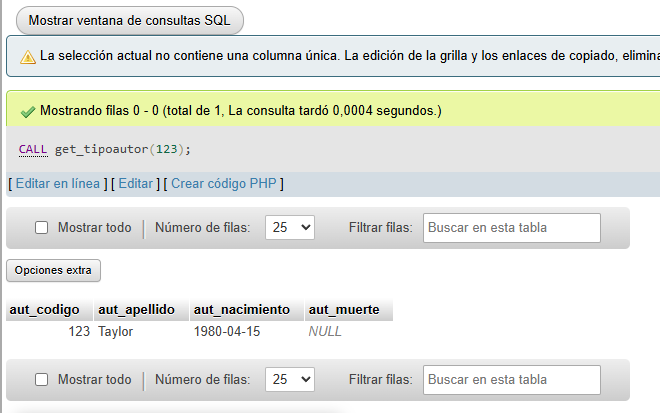 Mostrar ventana de consultas SQL
La selección actual no contiene una columna única. La edición de la grilla y los enlaces de copiado, elimina
Mostrando filas 0 - 0 (total de 1, La consulta tardó 0,0004 segundos.)
CALL get_tipoautor(123);
[ Editar en línea ] [ Editar ] [ Crear código PHP ]
Mostrar todo Número de filas: 25 Filtrar filas: Buscar en esta tabla
Opciones extra
aut_codigo aut_apellido aut_nacimiento aut_muerte
123 Taylor 1980-04-15 NULL
Mostrar todo Número de filas: 25 Filtrar filas: Buscar en esta tabla